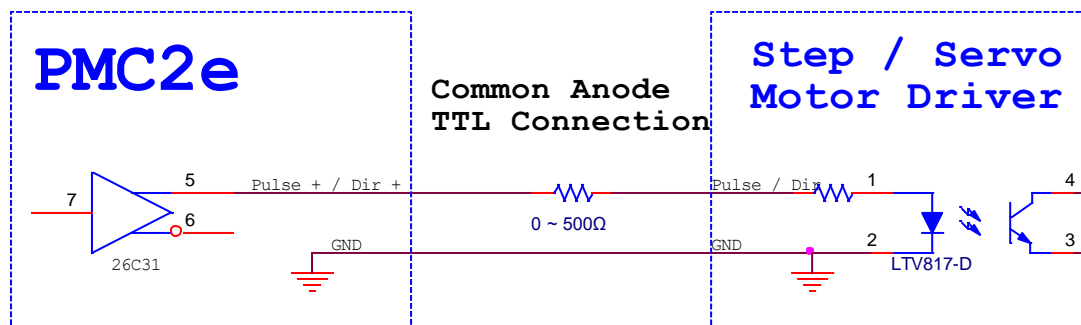 PMC2e
Common Anode
TTL Connection
Step / Servo
Motor Driver
7
5
6
26C31
Pulse + / Dir +
0 ~ 500Ω
Pulse / Dir
GND
GND
1
2
LTV817-D
4
3